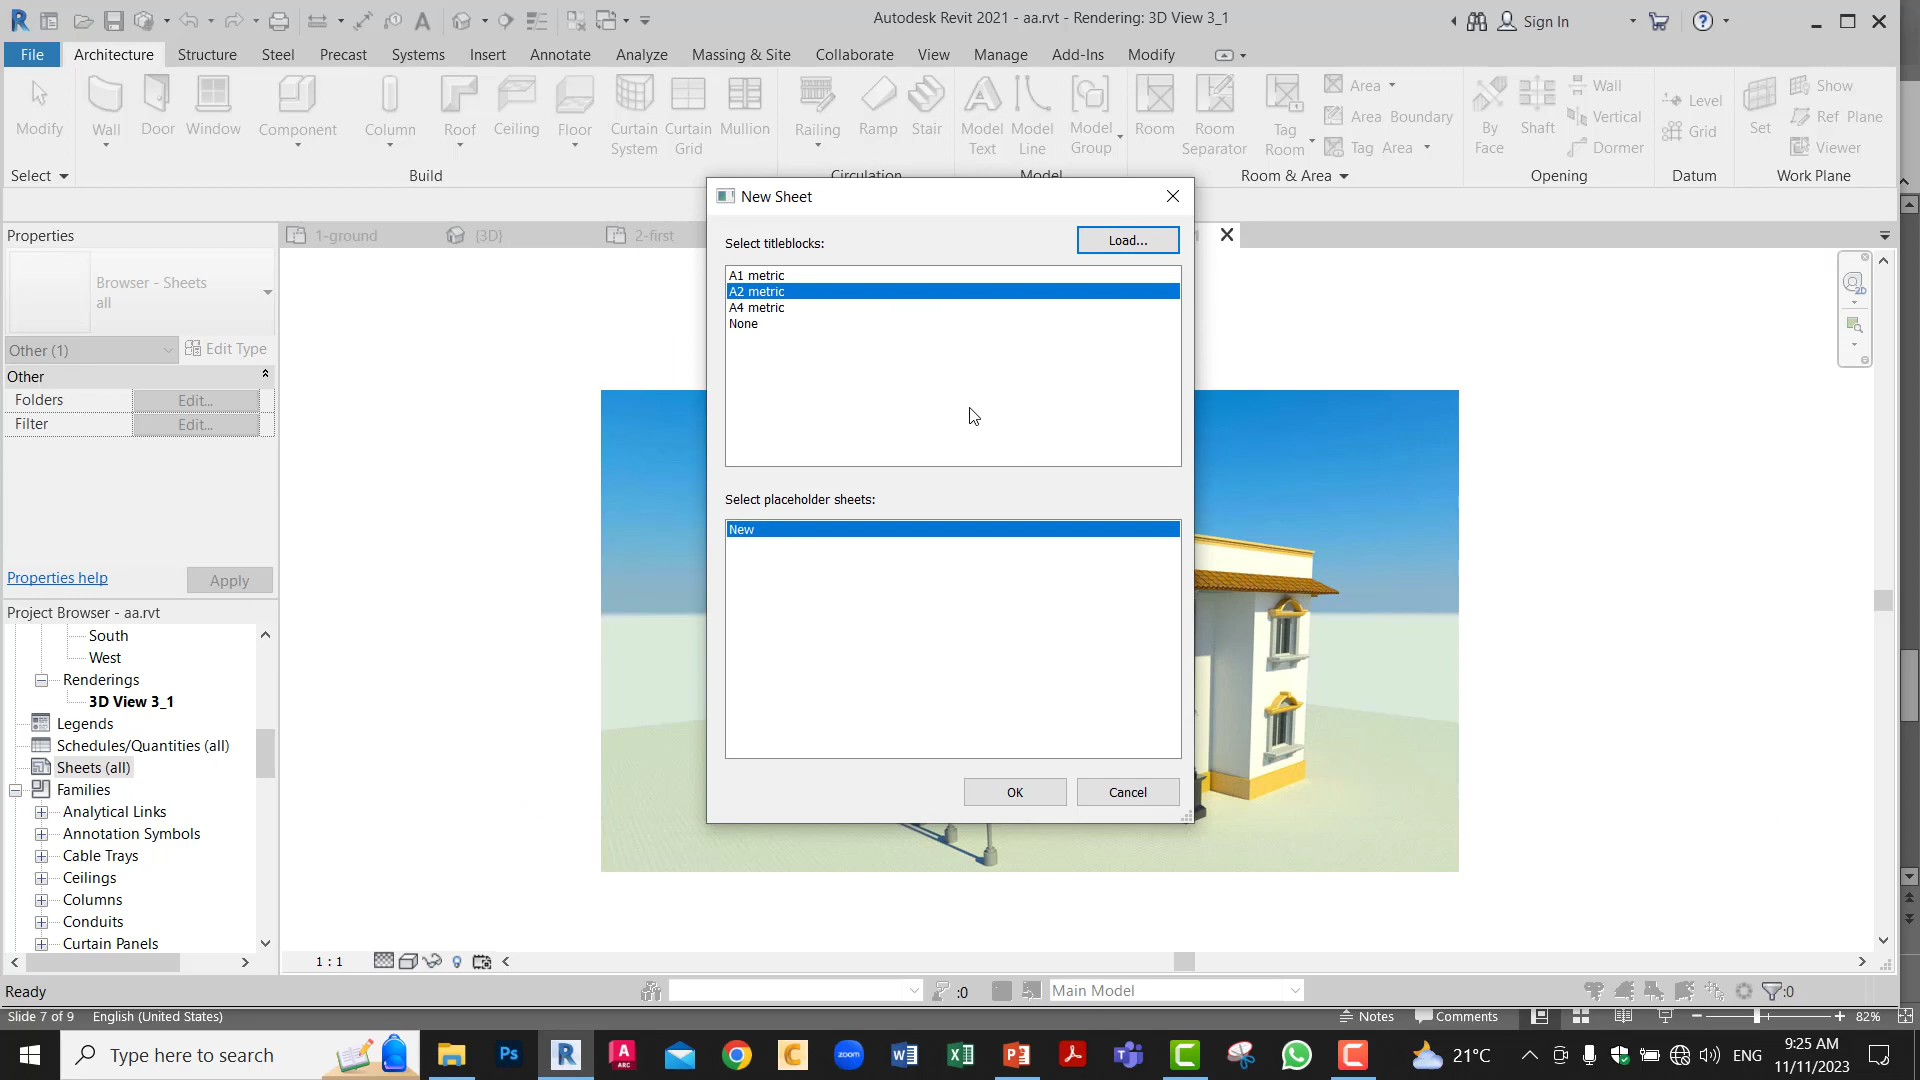 Autodesk Revit 2021 - aa.rvt - Rendering: 3D View 3_1
Sign In
File Architecture Structure Steel Precast Systems Insert Annotate Analyze Massing & Site Collaborate View Manage Add-Ins Modify
Modify
Wall
Door
Window
Component
Column
Roof
Ceiling
Floor
Curtain System
Curtain Grid
Mullion
Railing
Ramp
Stair
Model Text
Model Line
Model Group
Room
Room Separator
Tag Room
Area
Area Boundary
Tag Area
By Face
Shaft
Wall
Vertical
Dormer
Level
Grid
Set
Show
Ref Plane
Viewer
Select
Build
Circulation
Model
Room & Area
Opening
Datum
Work Plane
Properties
1-ground
{3D}
2-first
Browser - Sheets
all
Other (1)
Edit Type
Other
Folders Edit...
Filter Edit...
Properties help
Apply
Project Browser - aa.rvt
South
West
Renderings
3D View 3_1
Legends
Schedules/Quantities (all)
Sheets (all)
Families
Analytical Links
Annotation Symbols
Cable Trays
Ceilings
Columns
Conduits
Curtain Panels
New Sheet
Select titleblocks:
Load...
A1 metric
A2 metric
A4 metric
None
Select placeholder sheets:
New
OK
Cancel
2D
1 : 1
Ready
:0
Main Model
:0
Slide 7 of 9 English (United States)
Notes Comments 82%
Type here to search
Ps
ARC
zoom
21°C
ENG
9:25 AM
11/11/2023